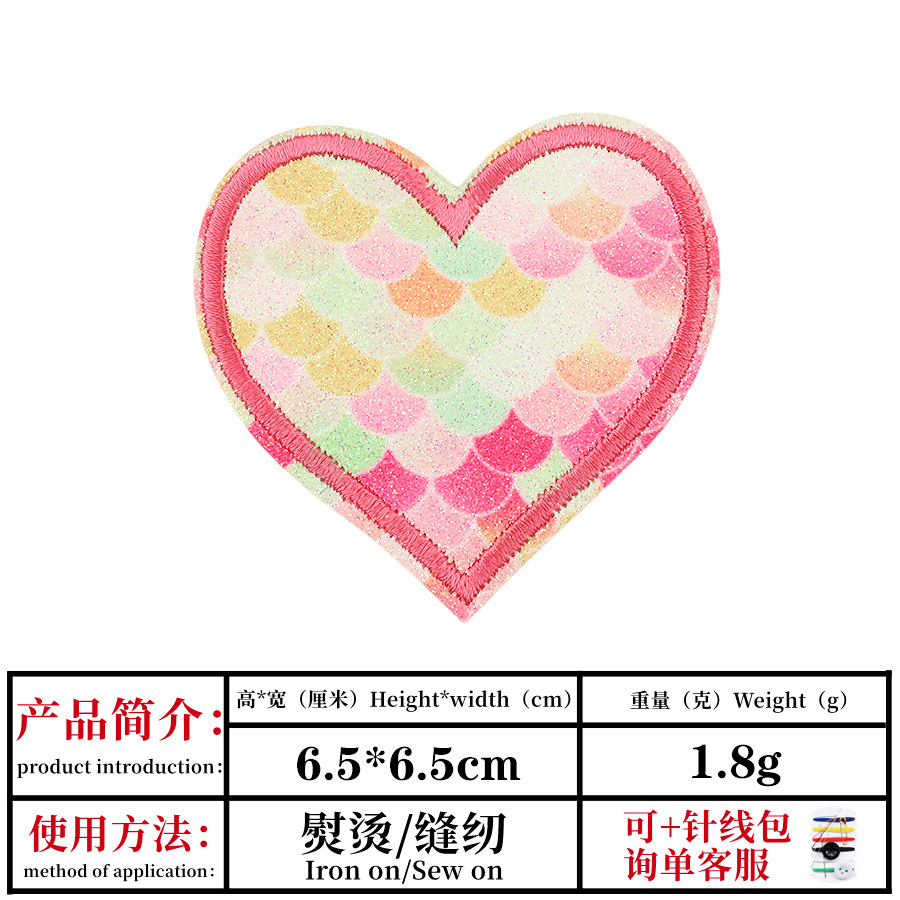 产品简介：
product introduction：
高*宽（厘米）Height*width（cm）
6.5*6.5cm
重量（克）Weight（g）
1.8g
使用方法：
method of application：
熨烫/缝纫
Iron on/Sew on
可+针线包
询单客服